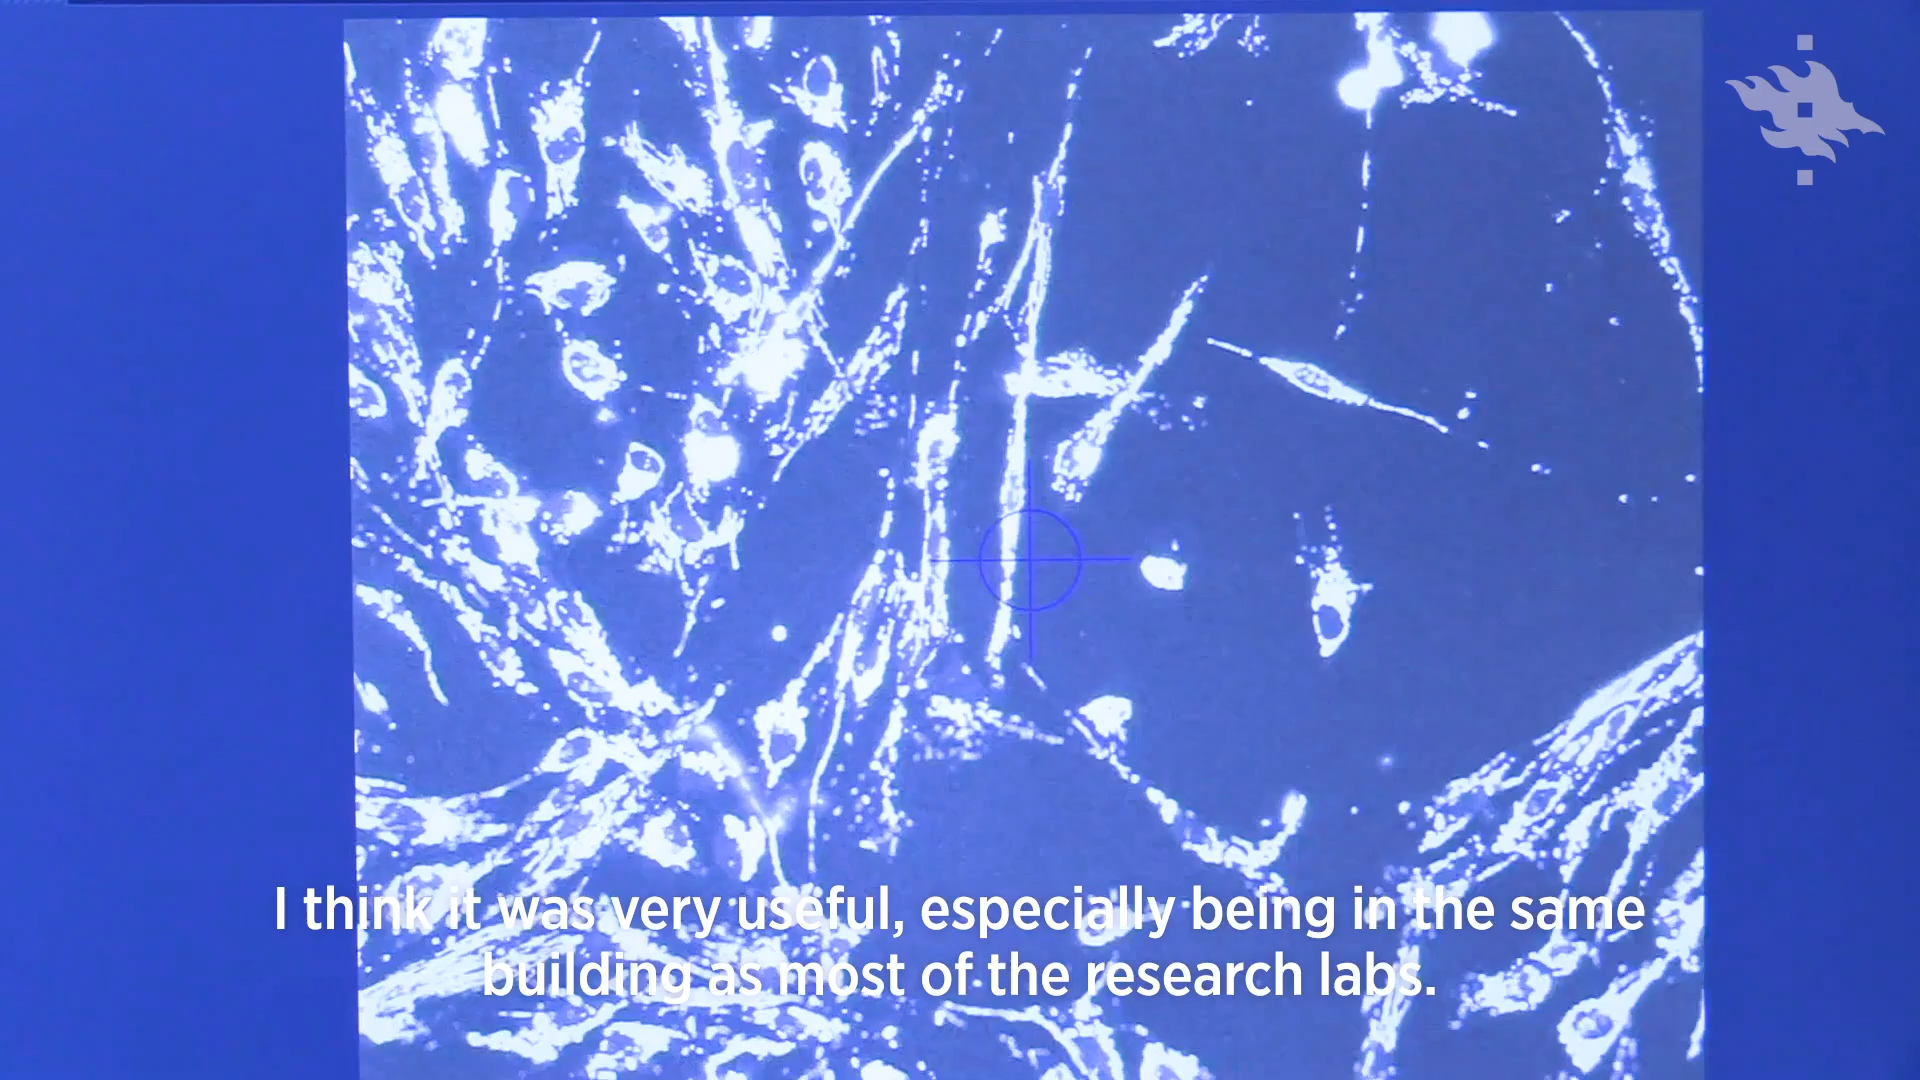 I think it was very useful, especially being in the same
building as most of the research labs.